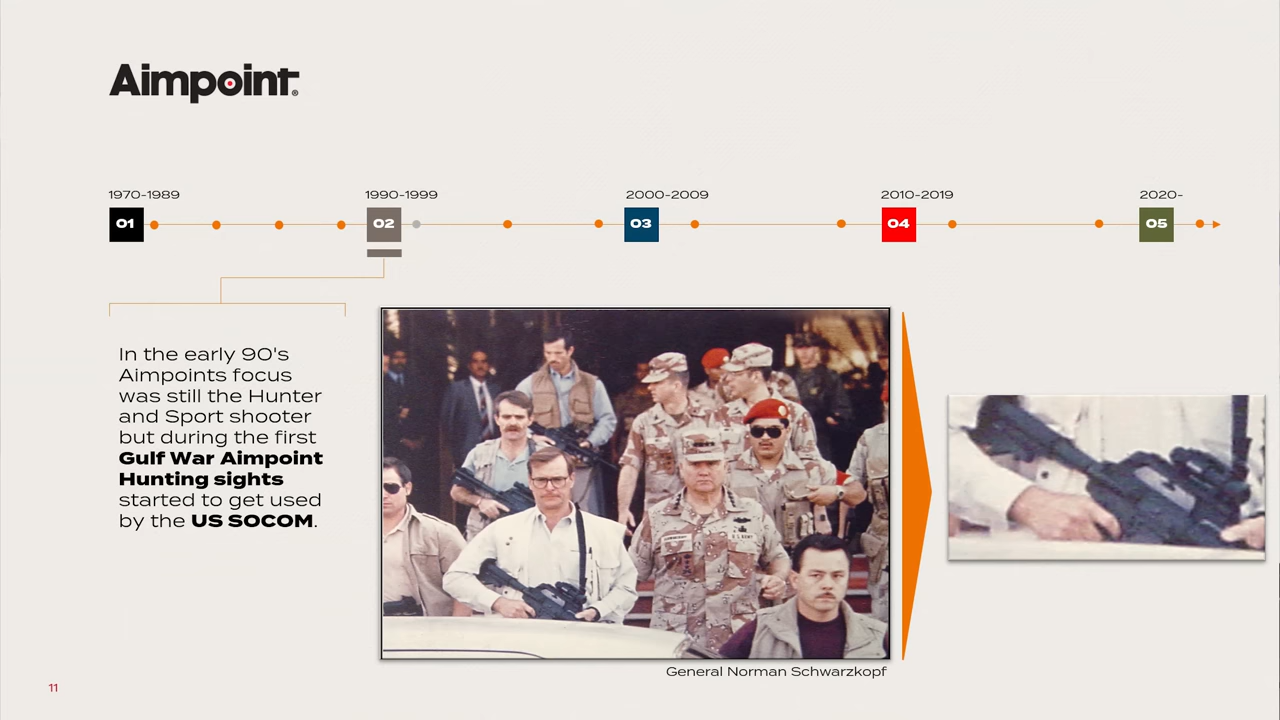 Aimpoint®
1970-1989
1990-1999
2000-2009
2010-2019
2020-
01
02
03
04
05
In the early 90's
Aimpoints focus
was still the Hunter
and Sport shooter
but during the first
Gulf War Aimpoint
Hunting sights
started to get used
by the US SOCOM.
U.S. ARMY
General Norman Schwarzkopf
11